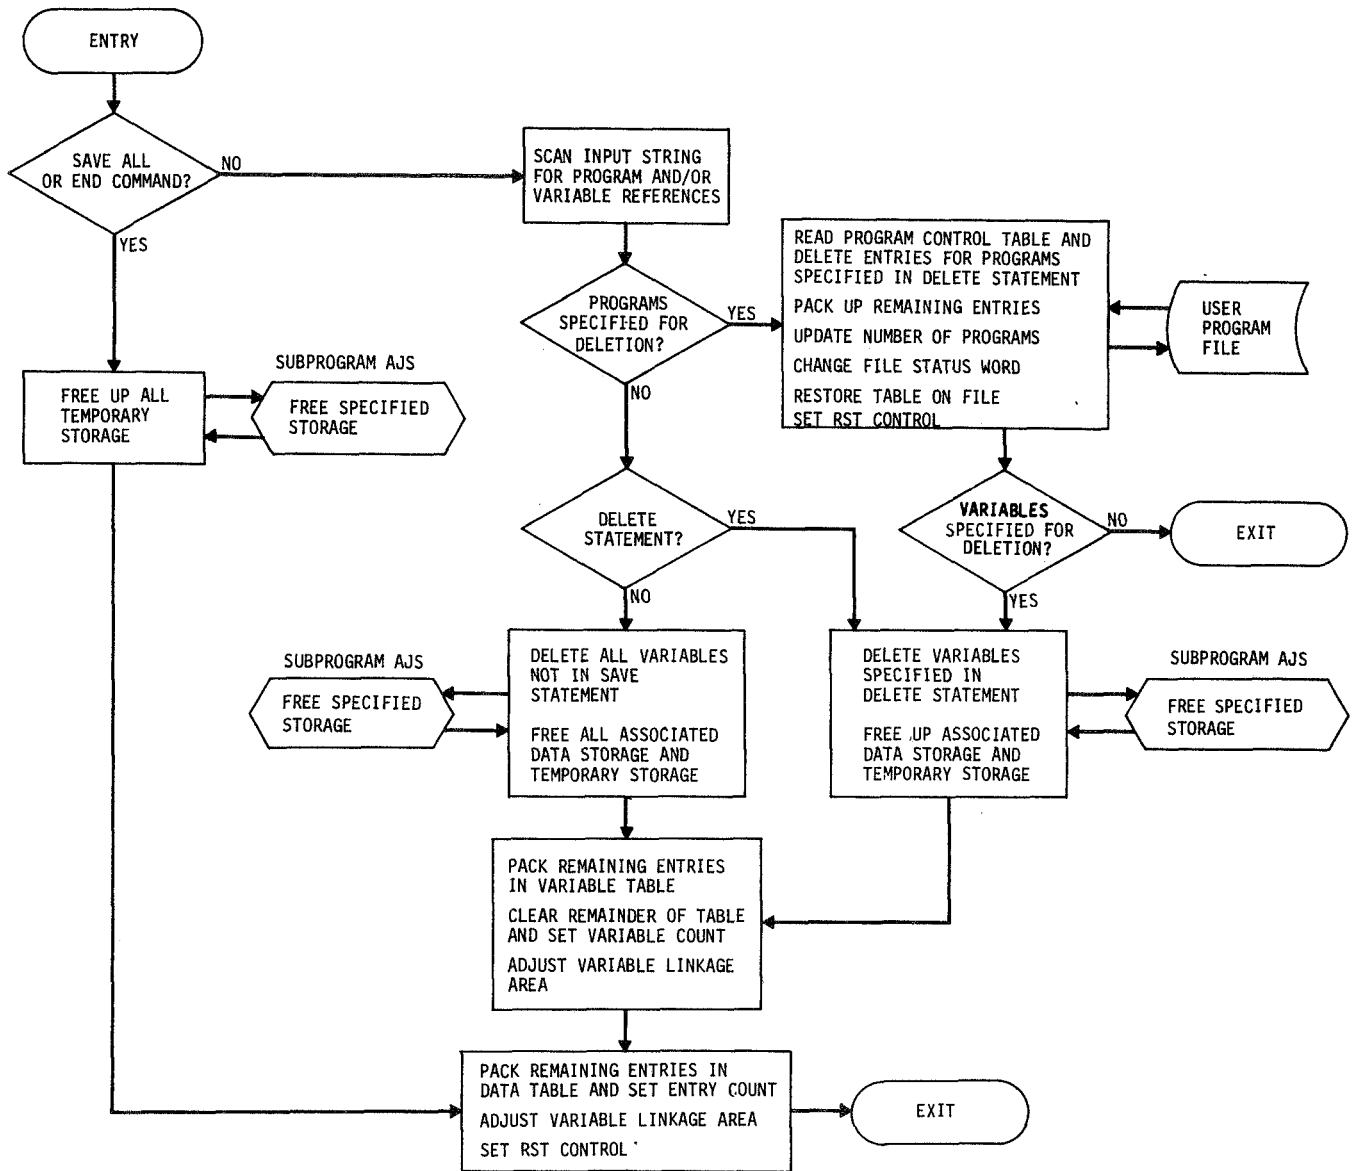 ENTRY
SAVE ALL
OR END COMMAND?
NO
YES
SCAN INPUT STRING
FOR PROGRAM AND/OR
VARIABLE REFERENCES
PROGRAMS
SPECIFIED FOR
DELETION?
YES
NO
READ PROGRAM CONTROL TABLE AND
DELETE ENTRIES FOR PROGRAMS
SPECIFIED IN DELETE STATEMENT
PACK UP REMAINING ENTRIES
UPDATE NUMBER OF PROGRAMS
CHANGE FILE STATUS WORD
RESTORE TABLE ON FILE
SET RST CONTROL
USER
PROGRAM
FILE
FREE UP ALL
TEMPORARY
STORAGE
SUBPROGRAM AJS
FREE SPECIFIED
STORAGE
DELETE
STATEMENT?
YES
NO
VARIABLES
SPECIFIED FOR
DELETION?
NO
YES
EXIT
SUBPROGRAM AJS
FREE SPECIFIED
STORAGE
DELETE ALL VARIABLES
NOT IN SAVE
STATEMENT
FREE ALL ASSOCIATED
DATA STORAGE AND
TEMPORARY STORAGE
DELETE VARIABLES
SPECIFIED IN
DELETE STATEMENT
FREE UP ASSOCIATED
DATA STORAGE AND
TEMPORARY STORAGE
SUBPROGRAM AJS
FREE SPECIFIED
STORAGE
PACK REMAINING ENTRIES
IN VARIABLE TABLE
CLEAR REMAINDER OF TABLE
AND SET VARIABLE COUNT
ADJUST VARIABLE LINKAGE
AREA
PACK REMAINING ENTRIES IN
DATA TABLE AND SET ENTRY COUNT
ADJUST VARIABLE LINKAGE AREA
SET RST CONTROL
EXIT